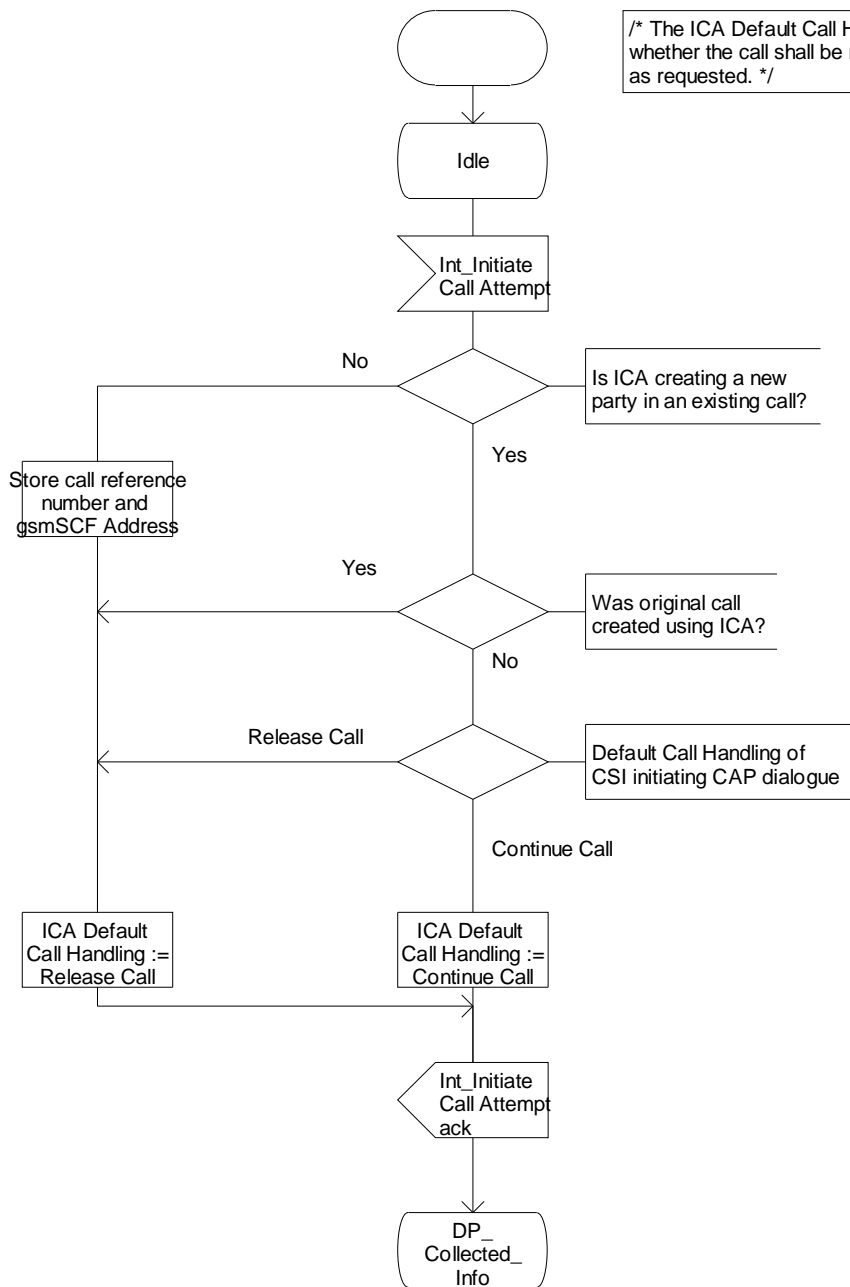 /* The ICA Default Call
whether the call shall be
as requested. */
Idle
Int_Initiate
Call Attempt
No
Is ICA creating a new
party in an existing call?
Yes
Store call reference
number and
gsmSCF Address
Yes
Was original call
created using ICA?
No
Release Call
Default Call Handling of
CSI initiating CAP dialogue
Continue Call
ICA Default
Call Handling :=
Release Call
ICA Default
Call Handling :=
Continue Call
Int_Initiate
Call Attempt
ack
DP_
Collected_
Info